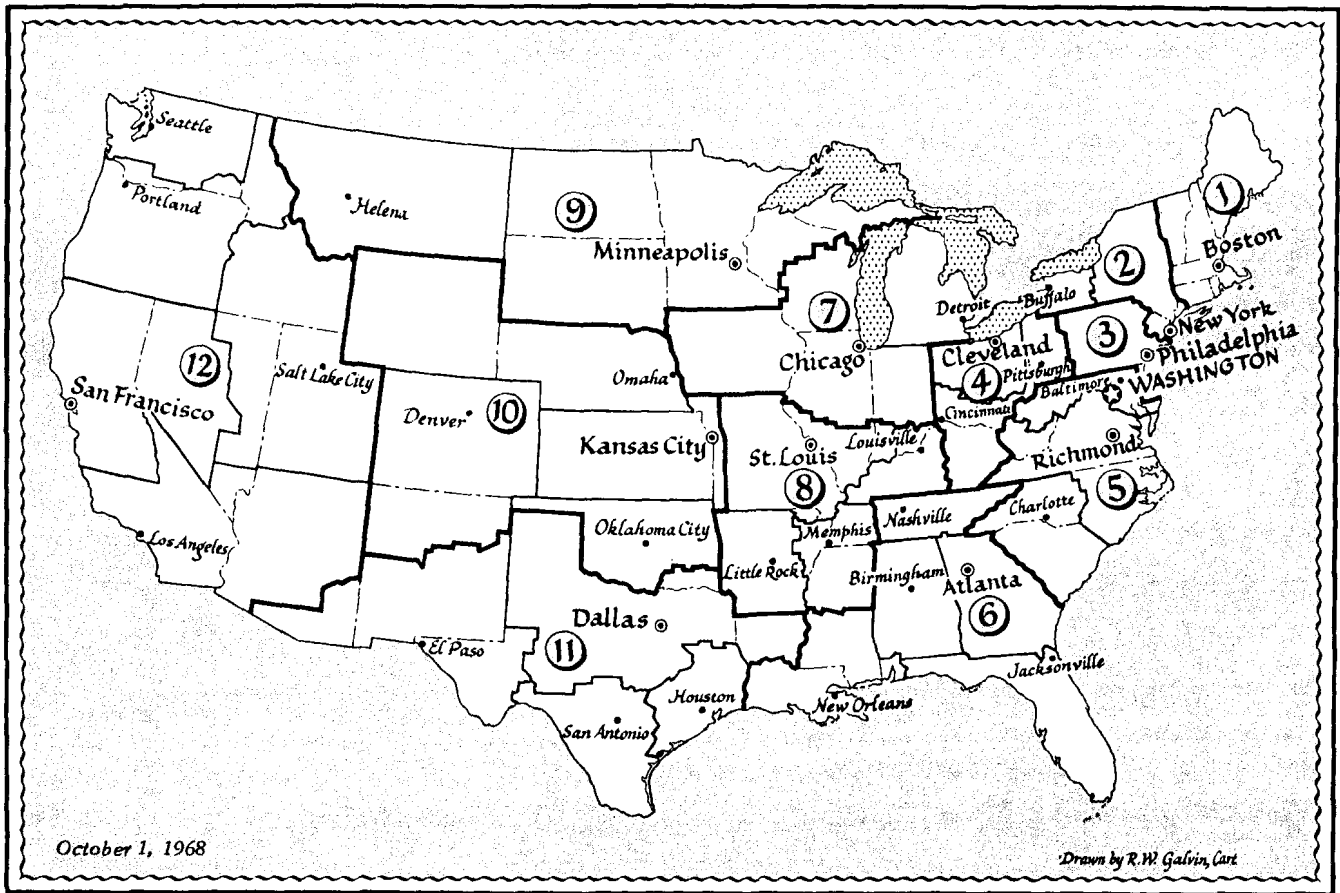 Seattle
Portland
Helena
9
Minneapolis
1
Boston
2
7
Detroit
Buffalo
3
New York
Philadelphia
Chicago
Cleveland
4
Pittsburgh
Baltimore
WASHINGTON
Cincinnati
12
Salt Lake City
San Francisco
Omaha
Denver
10
Kansas City
St. Louis
8
Louisville
Richmond
5
Los Angeles
Oklahoma City
Memphis
Nashville
Charlotte
Little Rock
Birmingham
Atlanta
6
Dallas
11
El Paso
Houston
San Antonio
New Orleans
Jacksonville
October 1, 1968
Drawn by R.W. Galvin, Cart.